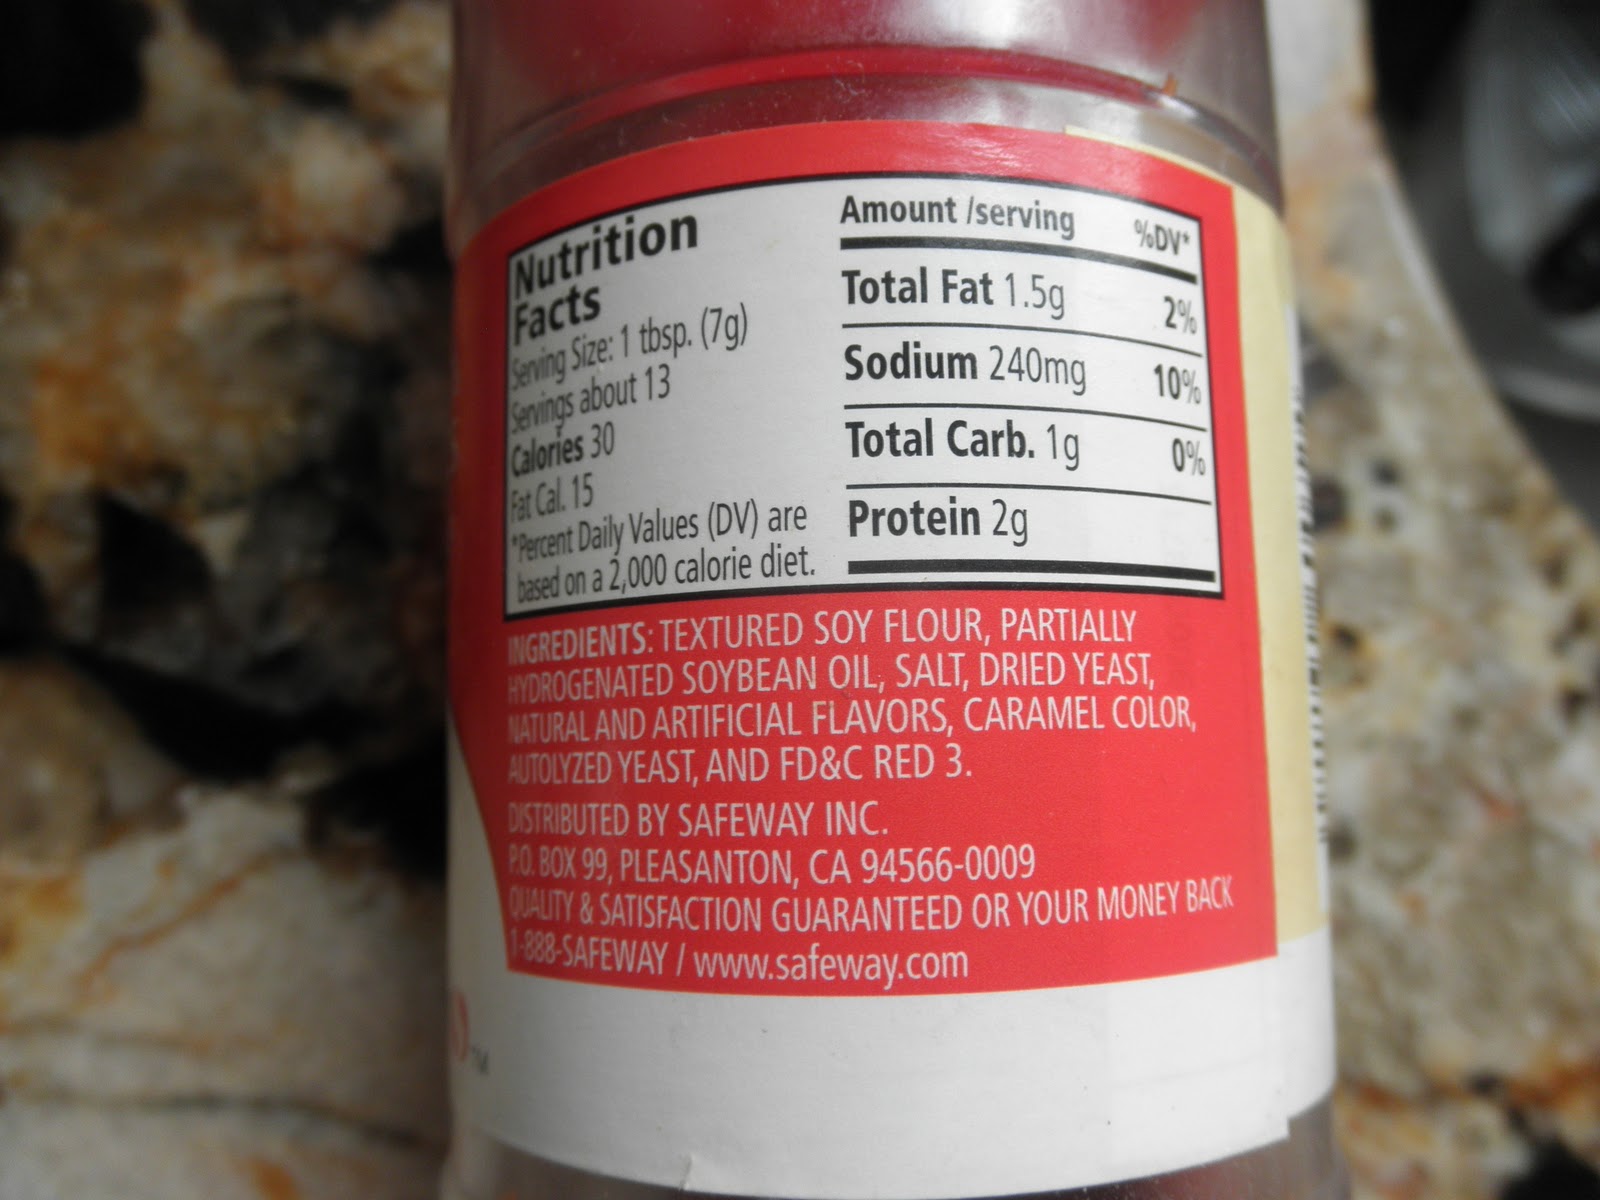 Nutrition
Facts
Serving Size: 1 tbsp. (7g)
Servings about 13
Calories 30
Fat Cal. 15
*Percent Daily Values (DV) are
based on a 2,000 calorie diet.
Amount /serving %DV*
Total Fat 1.5g 2%
Sodium 240mg 10%
Total Carb. 1g 0%
Protein 2g
INGREDIENTS: TEXTURED SOY FLOUR, PARTIALLY
HYDROGENATED SOYBEAN OIL, SALT, DRIED YEAST,
NATURAL AND ARTIFICIAL FLAVORS, CARAMEL COLOR,
AUTOLYZED YEAST, AND FD&C RED 3.
DISTRIBUTED BY SAFEWAY INC.
P.O. BOX 99, PLEASANTON, CA 94566-0009
QUALITY & SATISFACTION GUARANTEED OR YOUR MONEY BACK
1-888-SAFEWAY / www.safeway.com